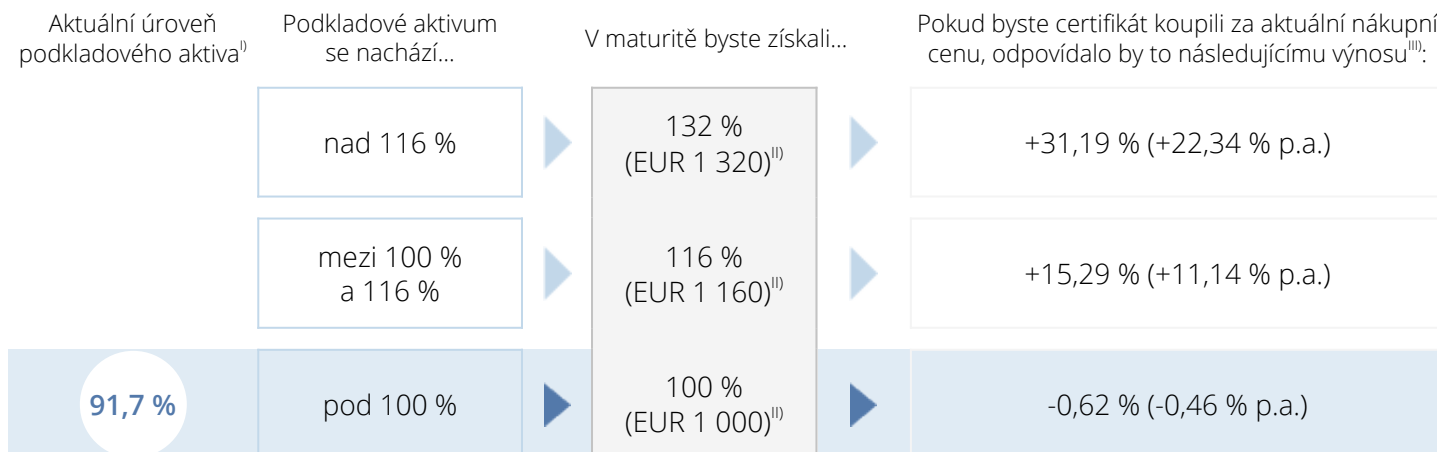 Aktuální úroveň
podkladového aktiva I)
Podkladové aktivum
se nachází...
V maturitě byste získali...
Pokud byste certifikát koupili za aktuální nákupní
cenu, odpovídalo by to následujícímu výnosu III):
nad 116 %
132 %
(EUR 1 320) II)
+31,19 % (+22,34 % p.a.)
mezi 100 %
a 116 %
116 %
(EUR 1 160) II)
+15,29 % (+11,14 % p.a.)
91,7 %
pod 100 %
100 %
(EUR 1 000) II)
-0,62 % (-0,46 % p.a.)